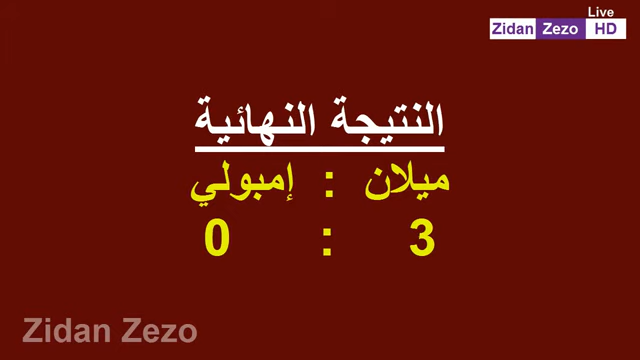 Live
Zidan Zezo HD
النتيجة النهائية
ميلان : إمبولي
3 : 0
Zidan Zezo